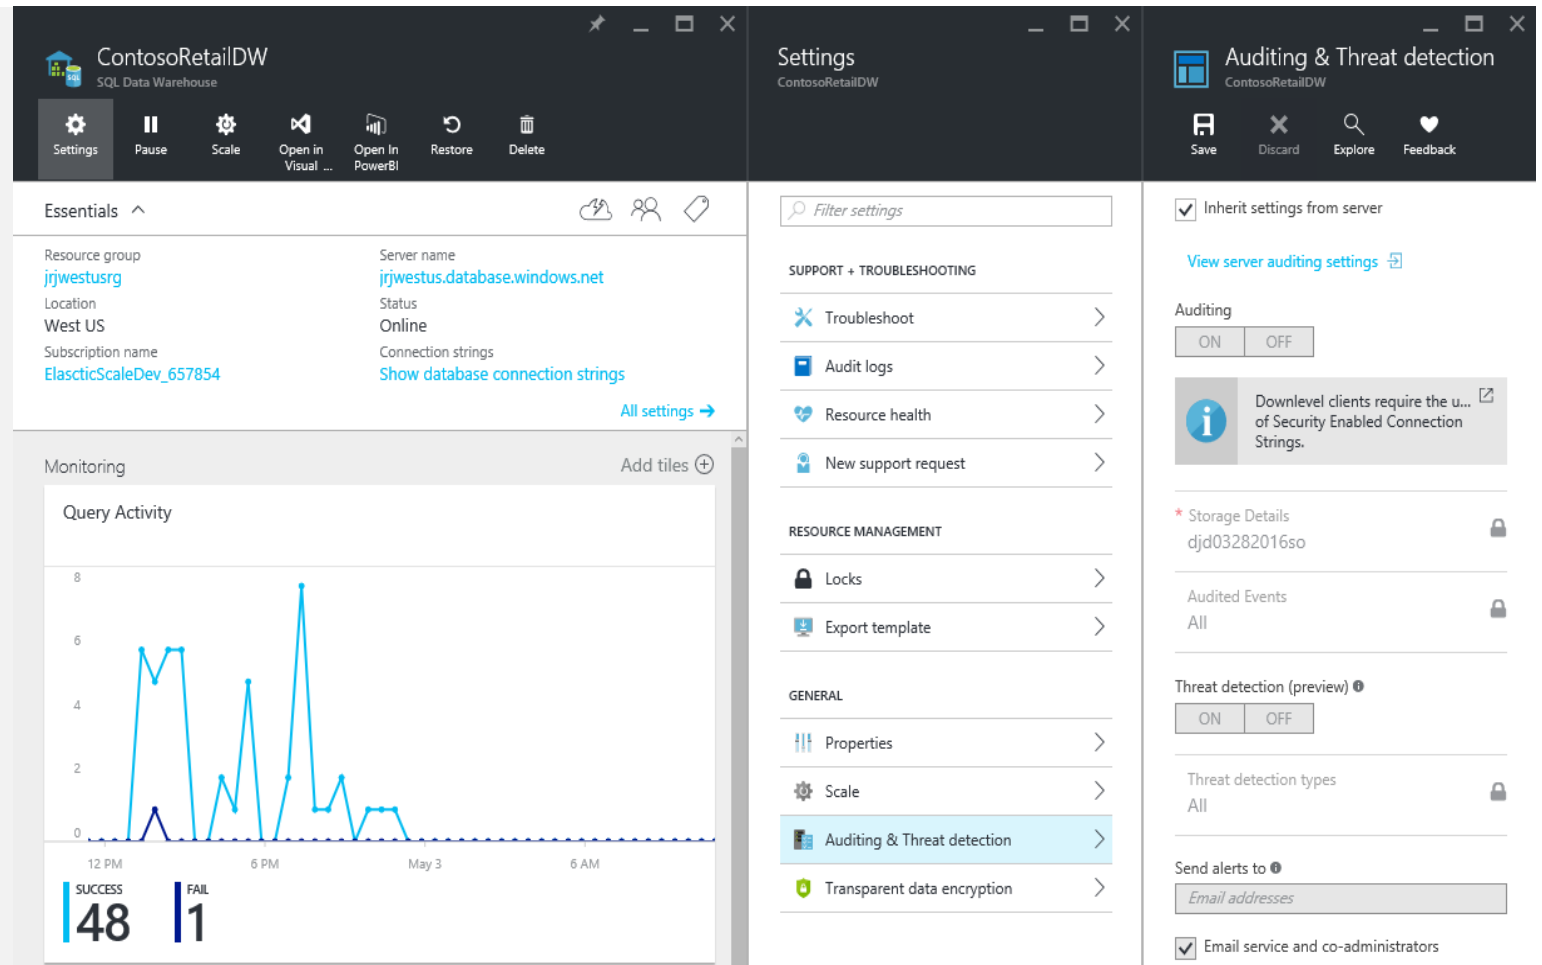 ContosoRetailDW
SQL Data Warehouse
Settings
Pause
Scale
Open in
Visual ...
Open In
PowerBI
Restore
Delete
Essentials
Resource group
jrjwestusrg
Server name
jrjwestus.database.windows.net
Location
West US
Status
Online
Subscription name
ElascticScaleDev_657854
Connection strings
Show database connection strings
All settings
Monitoring
Add tiles
Query Activity
8
6
4
2
0
12 PM
6 PM
May 3
6 AM
SUCCESS
48
FAIL
1
Settings
ContosoRetailDW
Filter settings
SUPPORT + TROUBLESHOOTING
Troubleshoot
Audit logs
Resource health
New support request
RESOURCE MANAGEMENT
Locks
Export template
GENERAL
Properties
Scale
Auditing & Threat detection
Transparent data encryption
Auditing & Threat detection
ContosoRetailDW
Save
Discard
Explore
Feedback
Inherit settings from server
View server auditing settings
Auditing
ON OFF
Downlevel clients require the u...
of Security Enabled Connection
Strings.
* Storage Details
djd03282016so
Audited Events
All
Threat detection (preview)
ON OFF
Threat detection types
All
Send alerts to
Email addresses
Email service and co-administrators